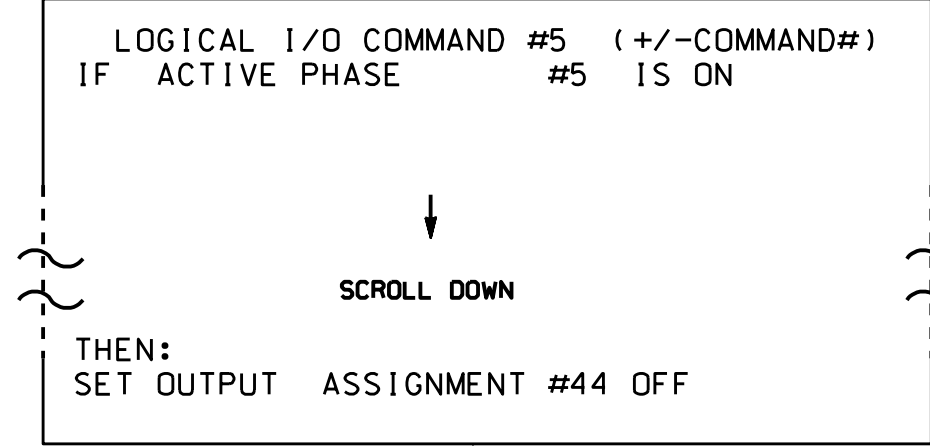 LOGICAL I/O COMMAND #5 (+/-COMMAND#)
IF ACTIVE PHASE #5 IS ON
SCROLL DOWN
THEN:
SET OUTPUT ASSIGNMENT #44 OFF